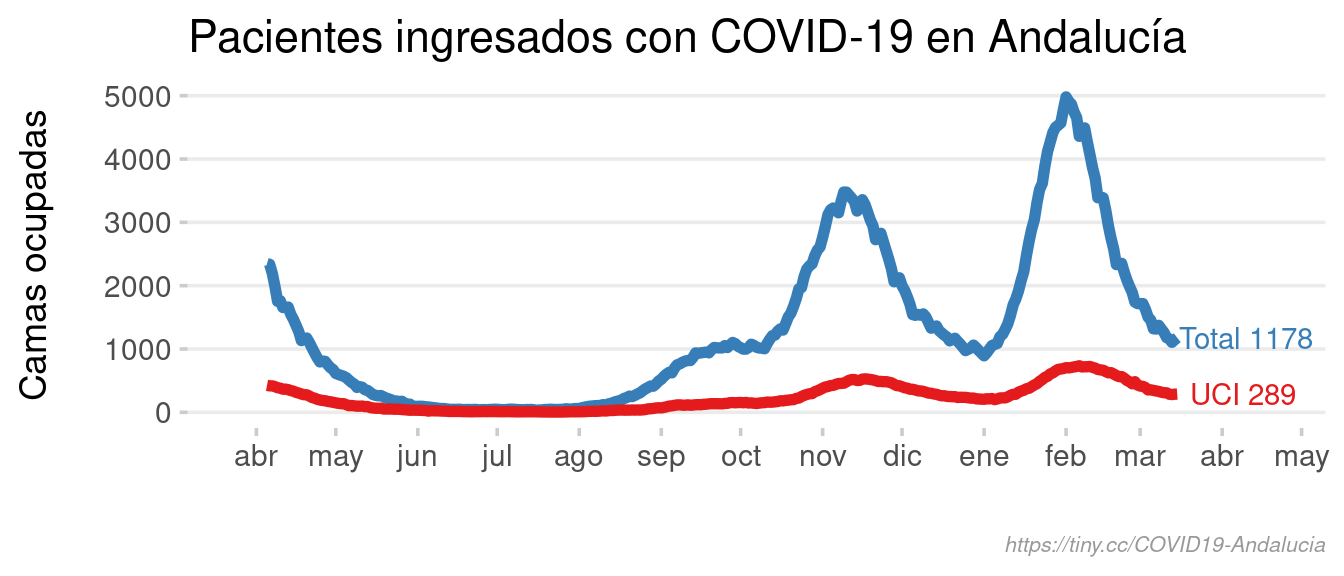 Pacientes ingresados con COVID-19 en Andalucía
Camas ocupadas
5000
4000
3000
2000
1000
0
Total 1178
UCI 289
abr may jun jul ago sep oct nov dic ene feb mar abr may
https://tiny.cc/COVID19-Andalucia